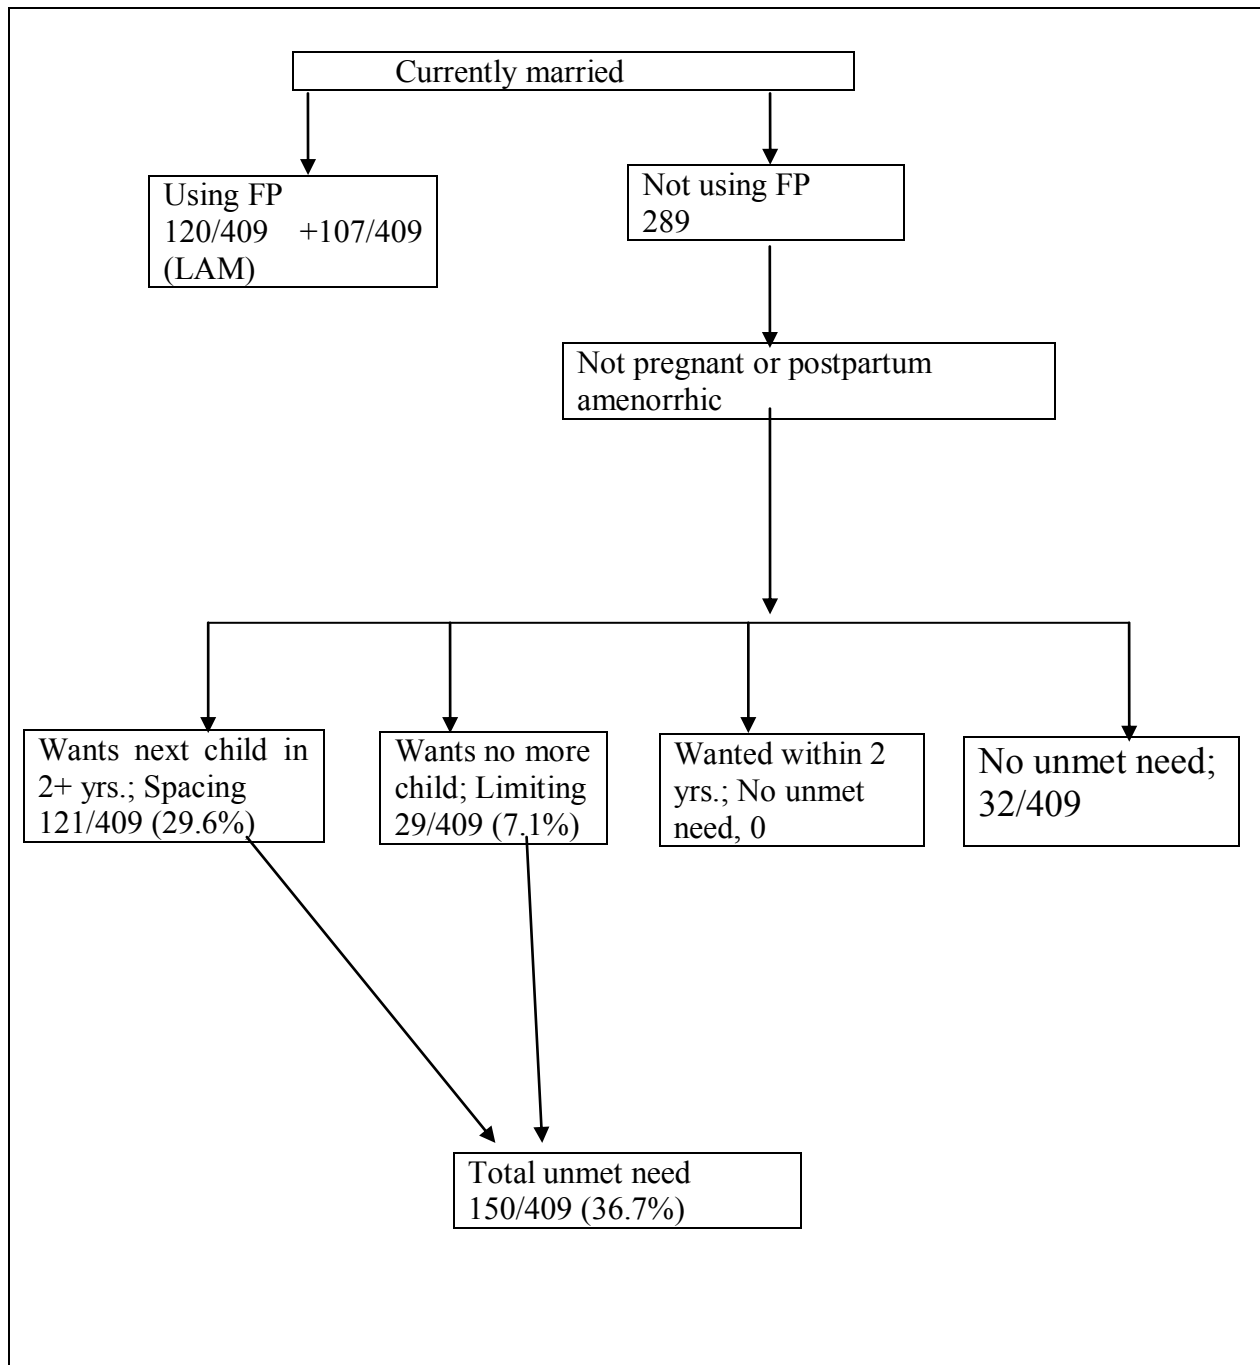 Currently married
Using FP
120/409 +107/409
(LAM)
Not using FP
289
Not pregnant or postpartum
amenorrhic
Wants next child in
2+ yrs.; Spacing
121/409 (29.6%)
Wants no more
child; Limiting
29/409 (7.1%)
Wanted within 2
yrs.; No unmet
need, 0
No unmet need;
32/409
Total unmet need
150/409 (36.7%)